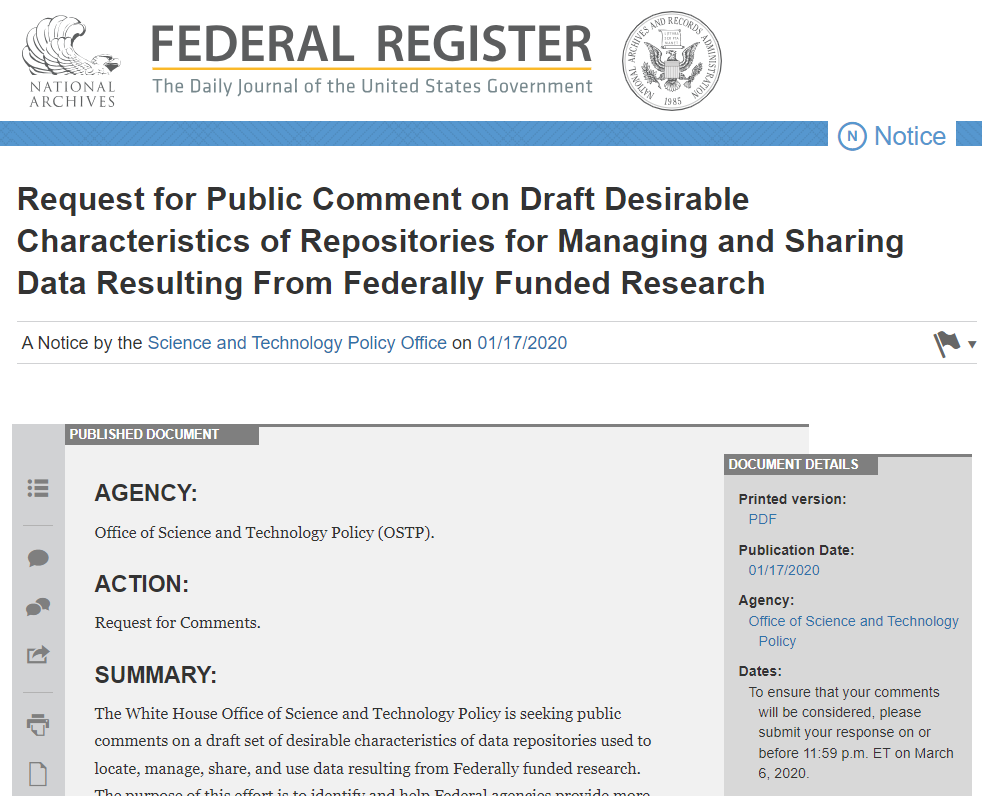 NATIONAL
ARCHIVES
FEDERAL REGISTER
The Daily Journal of the United States Government
NATIONAL ARCHIVES AND RECORDS ADMINISTRATION
1985
N Notice
Request for Public Comment on Draft Desirable
Characteristics of Repositories for Managing and Sharing
Data Resulting From Federally Funded Research
A Notice by the Science and Technology Policy Office on 01/17/2020
PUBLISHED DOCUMENT
AGENCY:
Office of Science and Technology Policy (OSTP).
ACTION:
Request for Comments.
SUMMARY:
The White House Office of Science and Technology Policy is seeking public
comments on a draft set of desirable characteristics of data repositories used to
locate, manage, share, and use data resulting from Federally funded research.
The purpose of this effort is to identify and help Federal agencies provide more
DOCUMENT DETAILS
Printed version:
PDF
Publication Date:
01/17/2020
Agency:
Office of Science and Technology
Policy
Dates:
To ensure that your comments
will be considered, please
submit your response on or
before 11:59 p.m. ET on March
6, 2020.